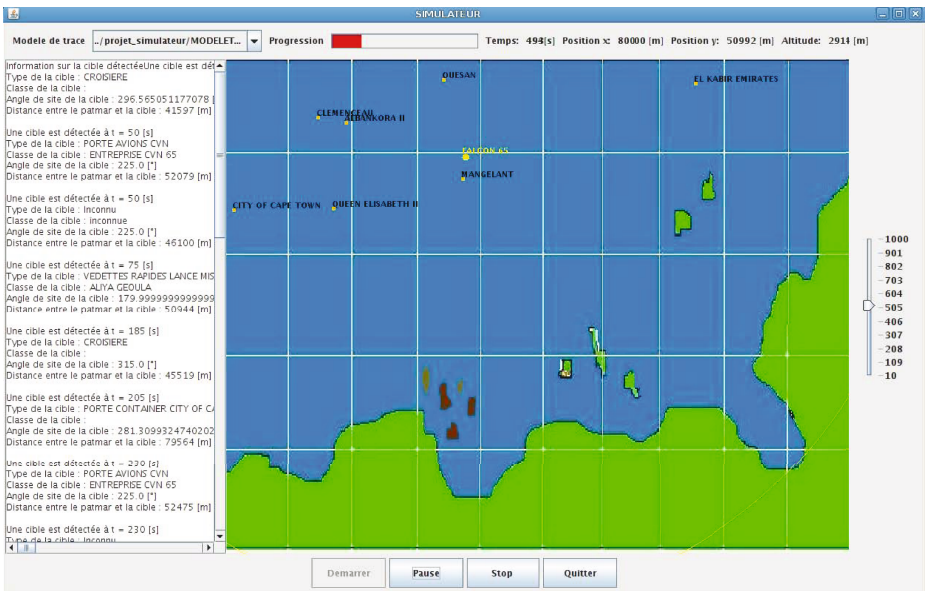 SIMULATEUR
Modele de trace ../projet_simulateur/MODELET... Progression Temps: 494[s] Position x: 80000 [m] Position y: 50992 [m] Altitude: 2914 [m]
Information sur la cible détectéeUne cible est dét
Type de la cible : CROISIERE
Classe de la cible :
Angle de site de la cible : 296.565051177078 [
Distance entre le patmar et la cible : 41597 [m]
Une cible est détectée à t = 50 [s]
Type de la cible : PORTE AVIONS CVN
Classe de la cible : ENTREPRISE CVN 65
Angle de site de la cible : 225.0 [°]
Distance entre le patmar et la cible : 52079 [m]
Une cible est détectée à t = 50 [s]
Type de la cible : Inconnu
Classe de la cible : inconnue
Angle de site de la cible : 225.0 [°]
Distance entre le patmar et la cible : 46100 [m]
Une cible est détectée à t = 75 [s]
Type de la cible : VEDETTES RAPIDES LANCE MIS
Classe de la cible : ALIYA GEOULA
Angle de site de la cible : 179.9999999999999
Distance entre le patmar et la cible : 50944 [m]
Une cible est détectée à t = 185 [s]
Type de la cible : CROISIERE
Classe de la cible :
Angle de site de la cible : 315.0 [°]
Distance entre le patmar et la cible : 45519 [m]
Une cible est détectée à t = 205 [s]
Type de la cible : PORTE CONTAINER CITY OF CA
Classe de la cible :
Angle de site de la cible : 281.3099324740202
Distance entre le patmar et la cible : 79564 [m]
Une cible est détectée à t = 230 [s]
Type de la cible : PORTE AVIONS CVN
Classe de la cible : ENTREPRISE CVN 65
Angle de site de la cible : 225.0 [°]
Distance entre le patmar et la cible : 52475 [m]
Une cible est détectée à t = 230 [s]
Type de la cible : Inconnu
OUESAN
EL KABIR EMIRATES
CLEMENCEAU
ALBANKORA II
FALCON 65
MANGELANT
CITY OF CAPE TOWN
QUEEN ELISABETH II
1000
901
802
703
604
505
406
307
208
109
10
Demarrer
Pause
Stop
Quitter